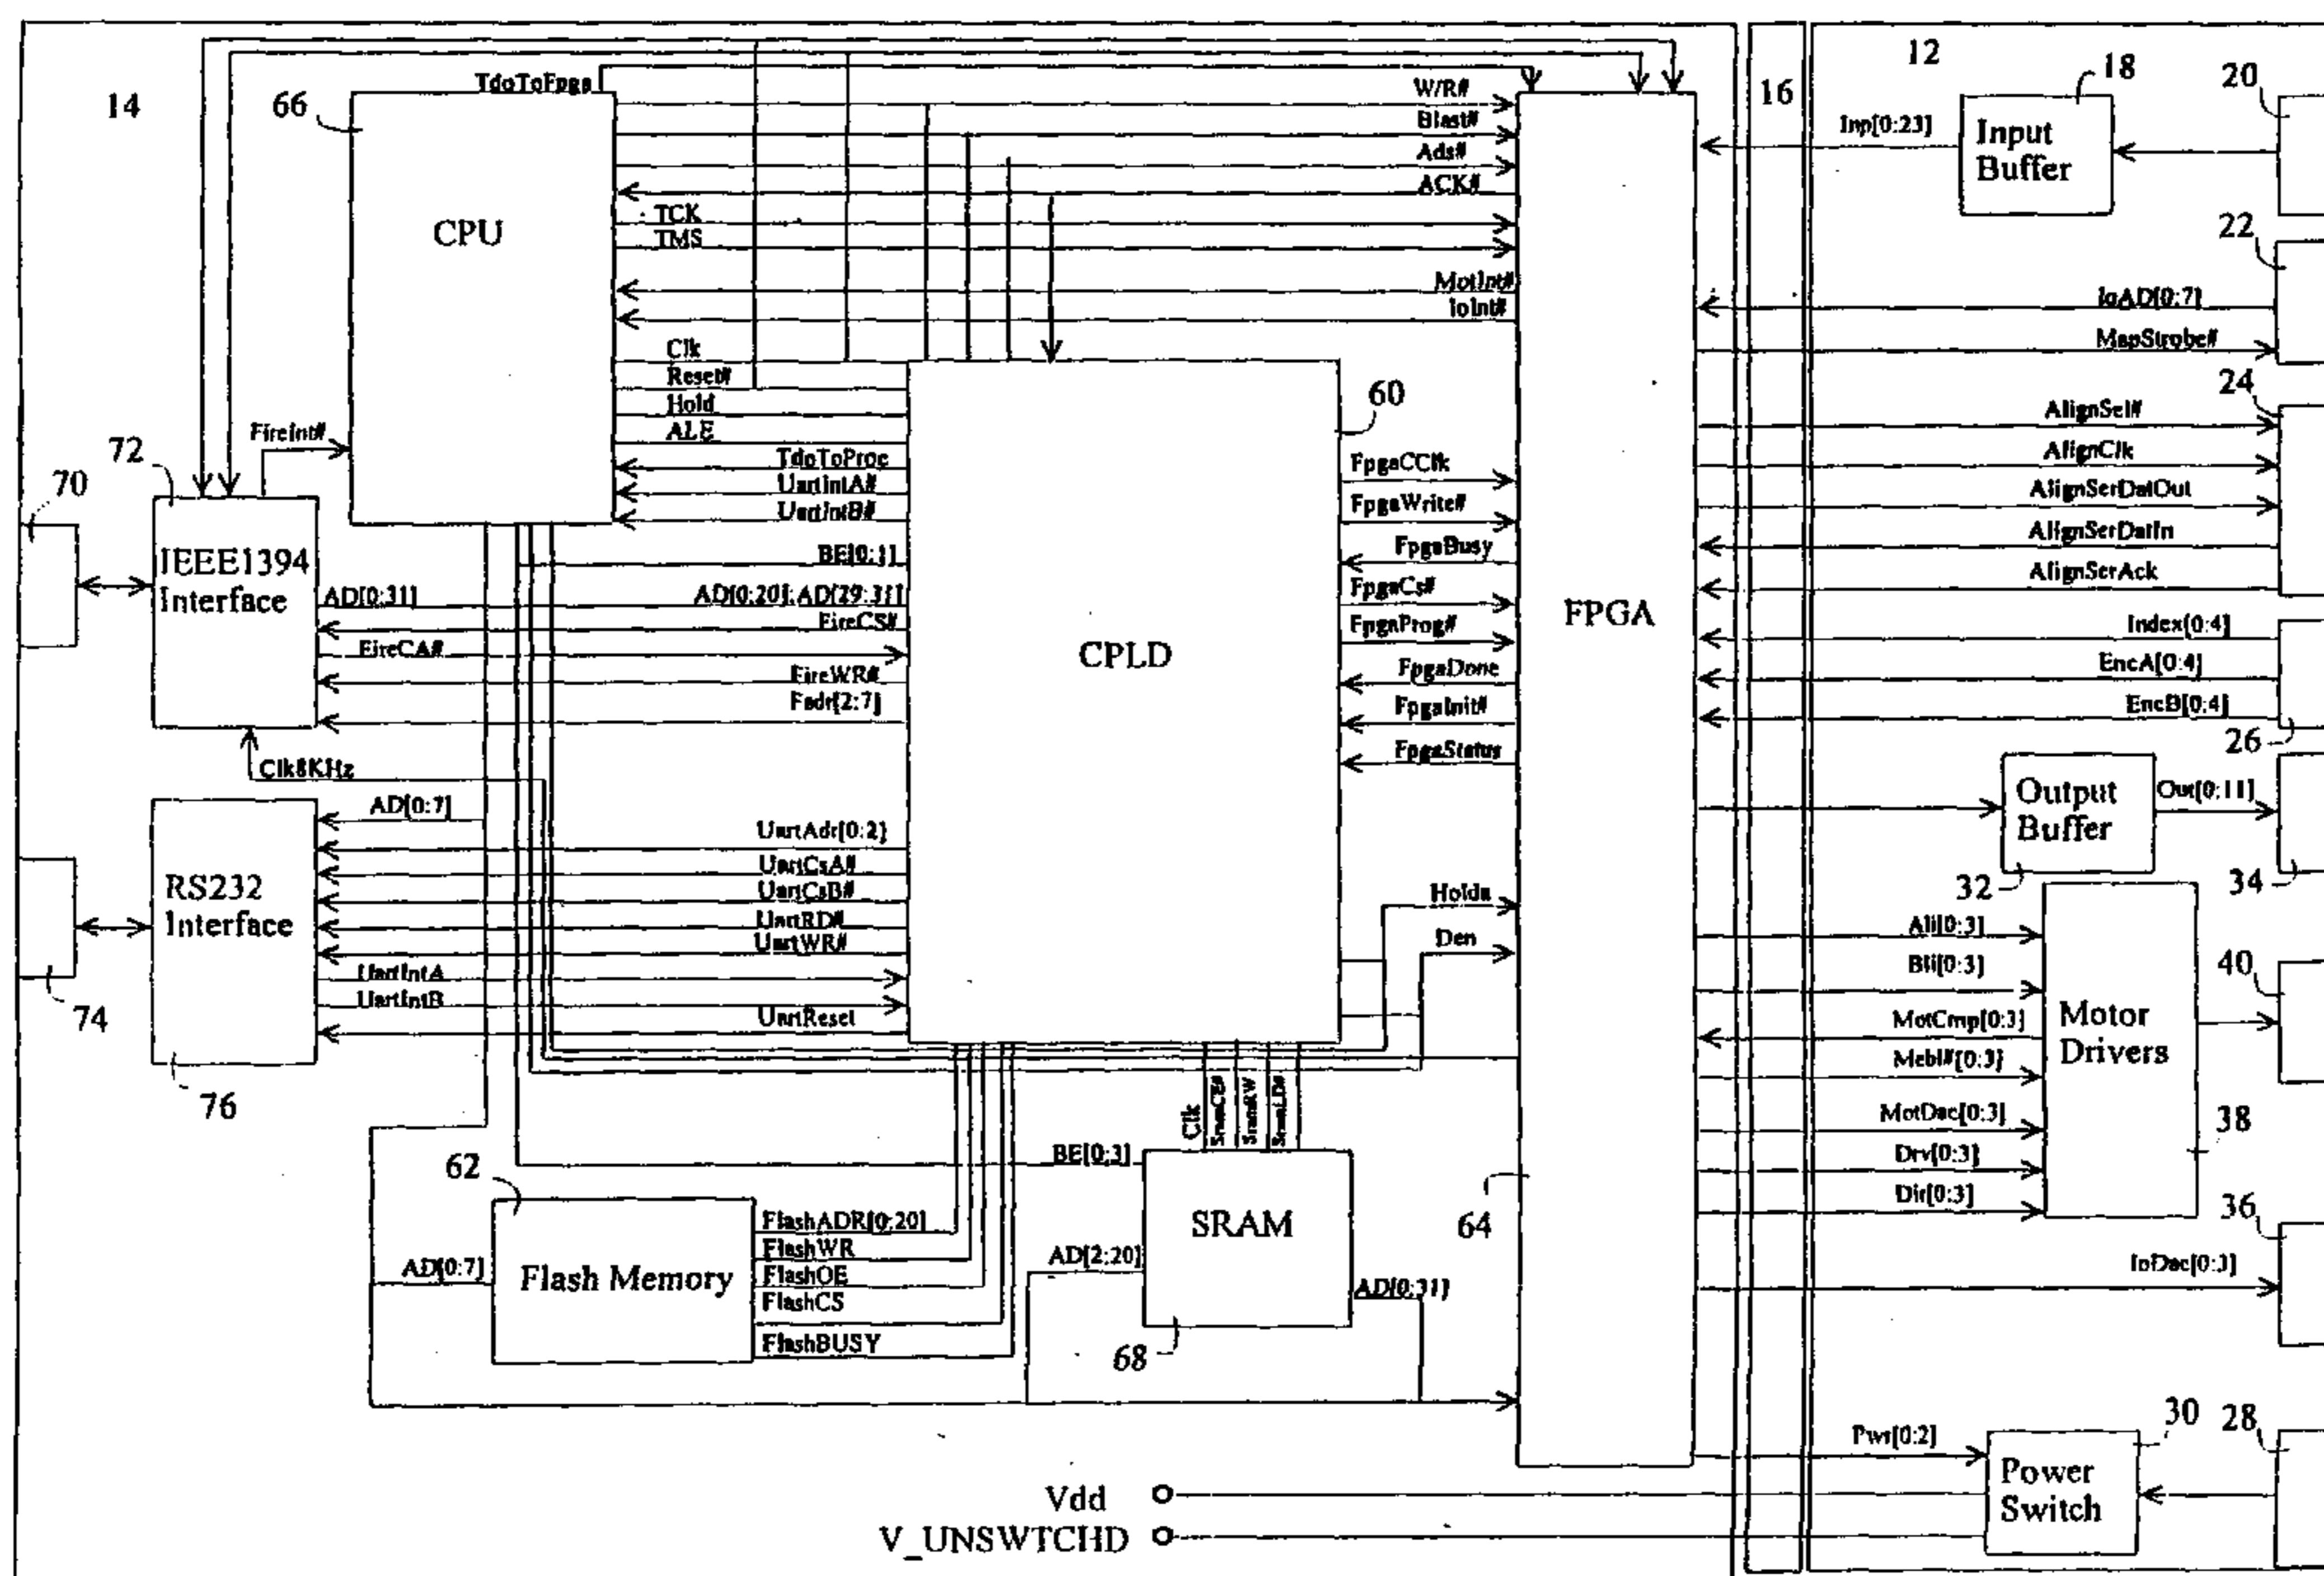 14
66
TdoToFpga
W/R#
Blast#
Ads#
ACK#
TCK
TMS
MotInt#
IoInt#
CPU
Clk
Reset#
Hold
ALE
TdoToProc
UartIntA#
UartIntB#
BE[0:1]
FireInt#
72
70
IEEE1394
Interface
AD[0:31]
AD[0:20];AD[29:31]
FireCS#
FireCA#
FireWR#
Fadr[2:7]
Clk8KHz
AD[0:7]
RS232
Interface
74
76
UartAdr[0:2]
UartCsA#
UartCsB#
UartRD#
UartWR#
UartIntA
UartIntB
UartReset
60
CPLD
FpgaCClk
FpgaWrite#
FpgaBusy
FpgaCs#
FpgaProg#
FpgaDone
FpgaInit#
FpgaStatus
Holda
Den
FPGA
64
Clk
SramCE#
SramRW
SramLD#
BE[0:3]
SRAM
AD[2:20]
AD[0:31]
68
62
AD[0:7]
Flash Memory
FlashADR[0:20]
FlashWR
FlashOE
FlashCS
FlashBUSY
Vdd
V_UNSWTCHD
16
12
18
20
Inp[0:23]
Input
Buffer
22
IoAD[0:7]
MapStrobe#
24
AlignSel#
AlignClk
AlignSerDatOut
AlignSerDatIn
AlignSerAck
Index[0:4]
EncA[0:4]
EncB[0:4]
26
Output
Buffer
Out[0:11]
32
34
Ali[0:3]
Bli[0:3]
MotCmp[0:3]
Mebl#[0:3]
MotDac[0:3]
Drv[0:3]
Dir[0:3]
Motor
Drivers
40
38
36
IoDac[0:3]
Pwr[0:2]
30
28
Power
Switch